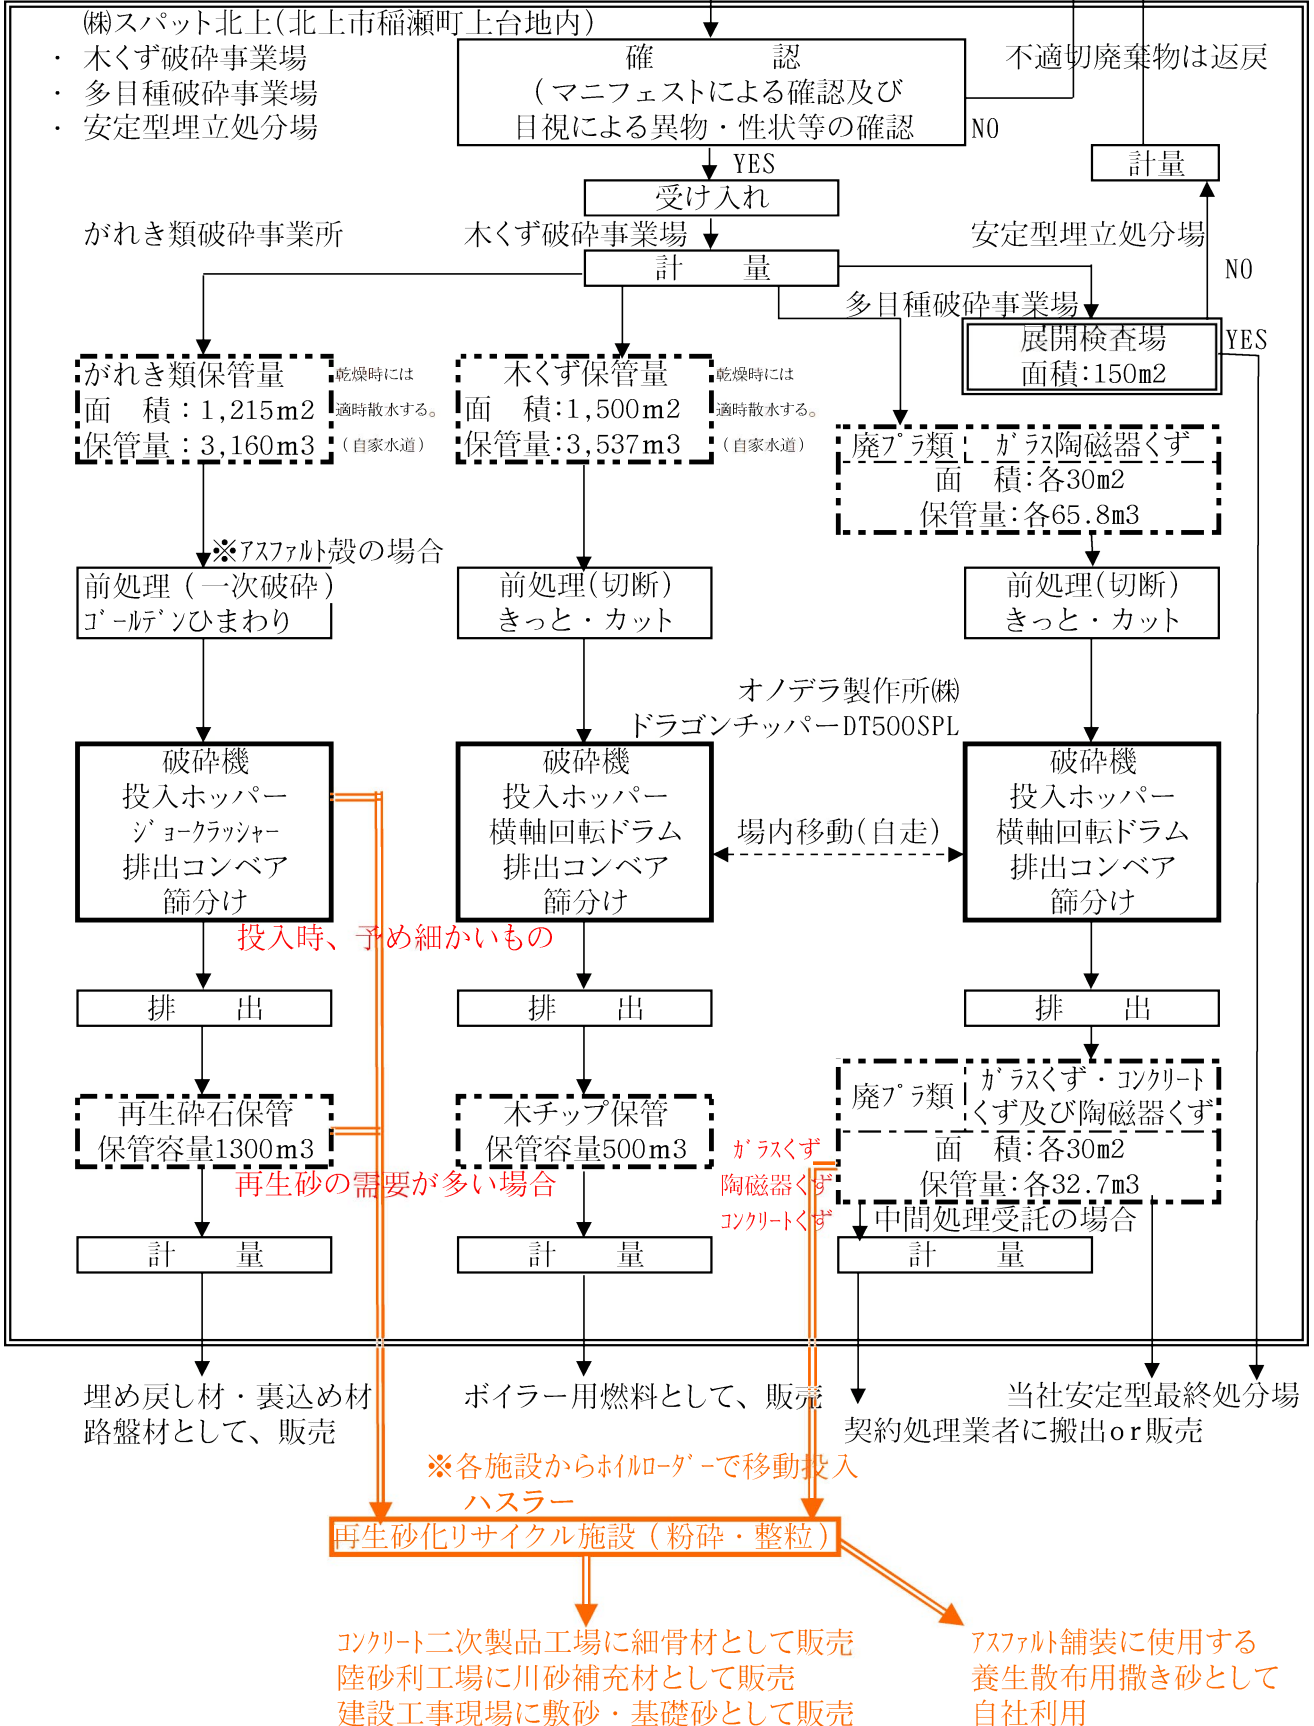 ㈱スパット北上(北上市稲瀬町上台地内)
・ 木くず破砕事業場
・ 多目種破砕事業場
・ 安定型埋立処分場
確　　　　認
(マニフェストによる確認及び
目視による異物・性状等の確認
不適切廃棄物は返戻
NO
YES
計量
受け入れ
がれき類破砕事業所
木くず破砕事業場
安定型埋立処分場
計　　量
NO
多目種破砕事業場
展開検査場
面積:150m2
YES
がれき類保管量
面　積：1,215m2
保管量：3,160m3
乾燥時には
適時散水する。
（自家水道）
木くず保管量
面　積:1,500m2
保管量:3,537m3
乾燥時には
適時散水する。
（自家水道）
廃ﾌﾟﾗ類　ｶﾞﾗｽ陶磁器くず
面　積:各30m2
保管量:各65.8m3
※ｱｽﾌｧﾙﾄ殻の場合
前処理（一次破砕）
ｺﾞｰﾙﾃﾞﾝひまわり
前処理(切断)
きっと・カット
前処理(切断)
きっと・カット
オノデラ製作所㈱
ドラゴンチッパーDT500SPL
破砕機
投入ホッパー
ｼﾞｮｰｸﾗｯｼｬｰ
排出コンベア
篩分け
破砕機
投入ホッパー
横軸回転ドラム
排出コンベア
篩分け
場内移動(自走)
破砕機
投入ホッパー
横軸回転ドラム
排出コンベア
篩分け
投入時、予め細かいもの
排　　出
排　　出
排　　出
再生砕石保管
保管容量1300m3
木チップ保管
保管容量500m3
廃ﾌﾟﾗ類
ｶﾞﾗｽくず・ｺﾝｸﾘｰﾄ
くず及び陶磁器くず
面　積:各30m2
保管量:各32.7m3
ｶﾞﾗｽくず
陶磁器くず
ｺﾝｸﾘｰﾄくず
再生砂の需要が多い場合
中間処理受託の場合
計　　量
計　　量
計　　量
埋め戻し材・裏込め材
路盤材として、販売
ボイラー用燃料として、販売
当社安定型最終処分場
契約処理業者に搬出or販売
※各施設からﾎｲﾙﾛｰﾀﾞｰで移動投入
ハスラー
再生砂化リサイクル施設（粉砕・整粒）
ｺﾝｸﾘｰﾄ二次製品工場に細骨材として販売
陸砂利工場に川砂補充材として販売
建設工事現場に敷砂・基礎砂として販売
ｱｽﾌｧﾙﾄ舗装に使用する
養生散布用撒き砂として
自社利用